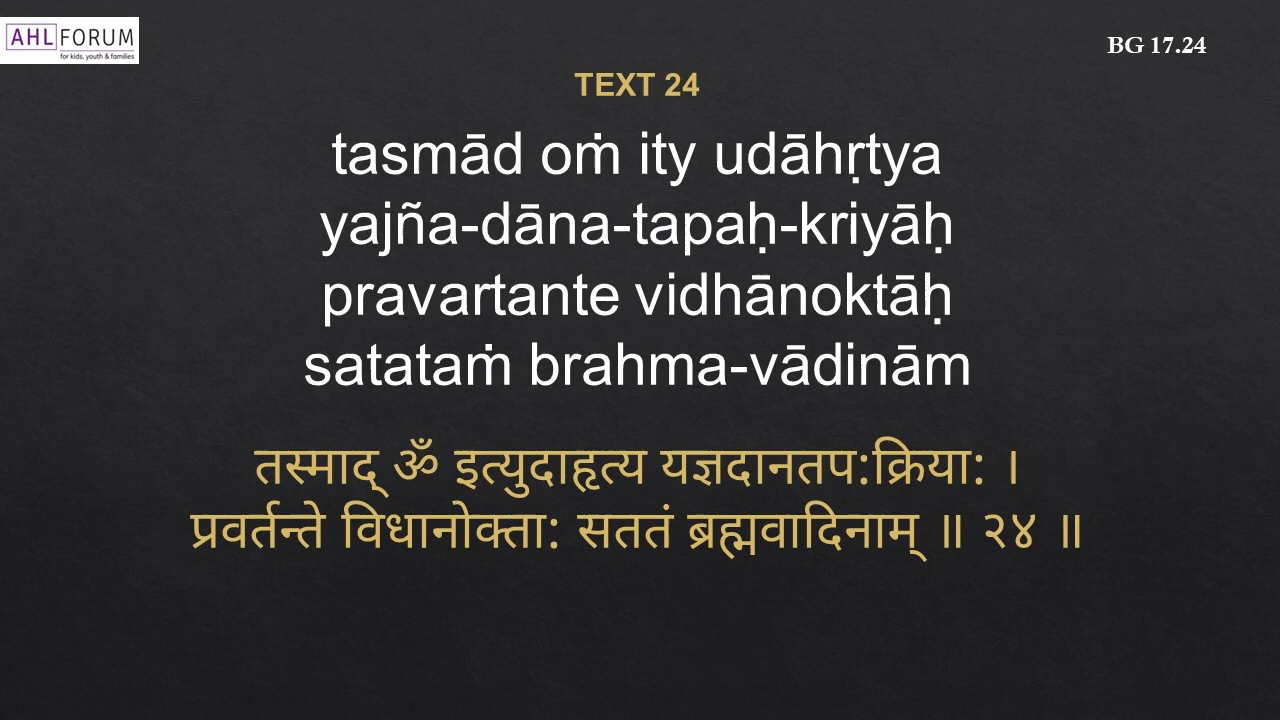 AHL FORUM
for kids, youth & families
BG 17.24
TEXT 24
tasmād oṁ ity udāhṛtya
yajña-dāna-tapaḥ-kriyāḥ
pravartante vidhānoktāḥ
satataṁ brahma-vādinām
तस्माद् ॐ इत्युदाहृत्य यज्ञदानतप:क्रिया: ।
प्रवर्तन्ते विधानोक्ता: सततं ब्रह्मवादिनाम् ॥ २४ ॥